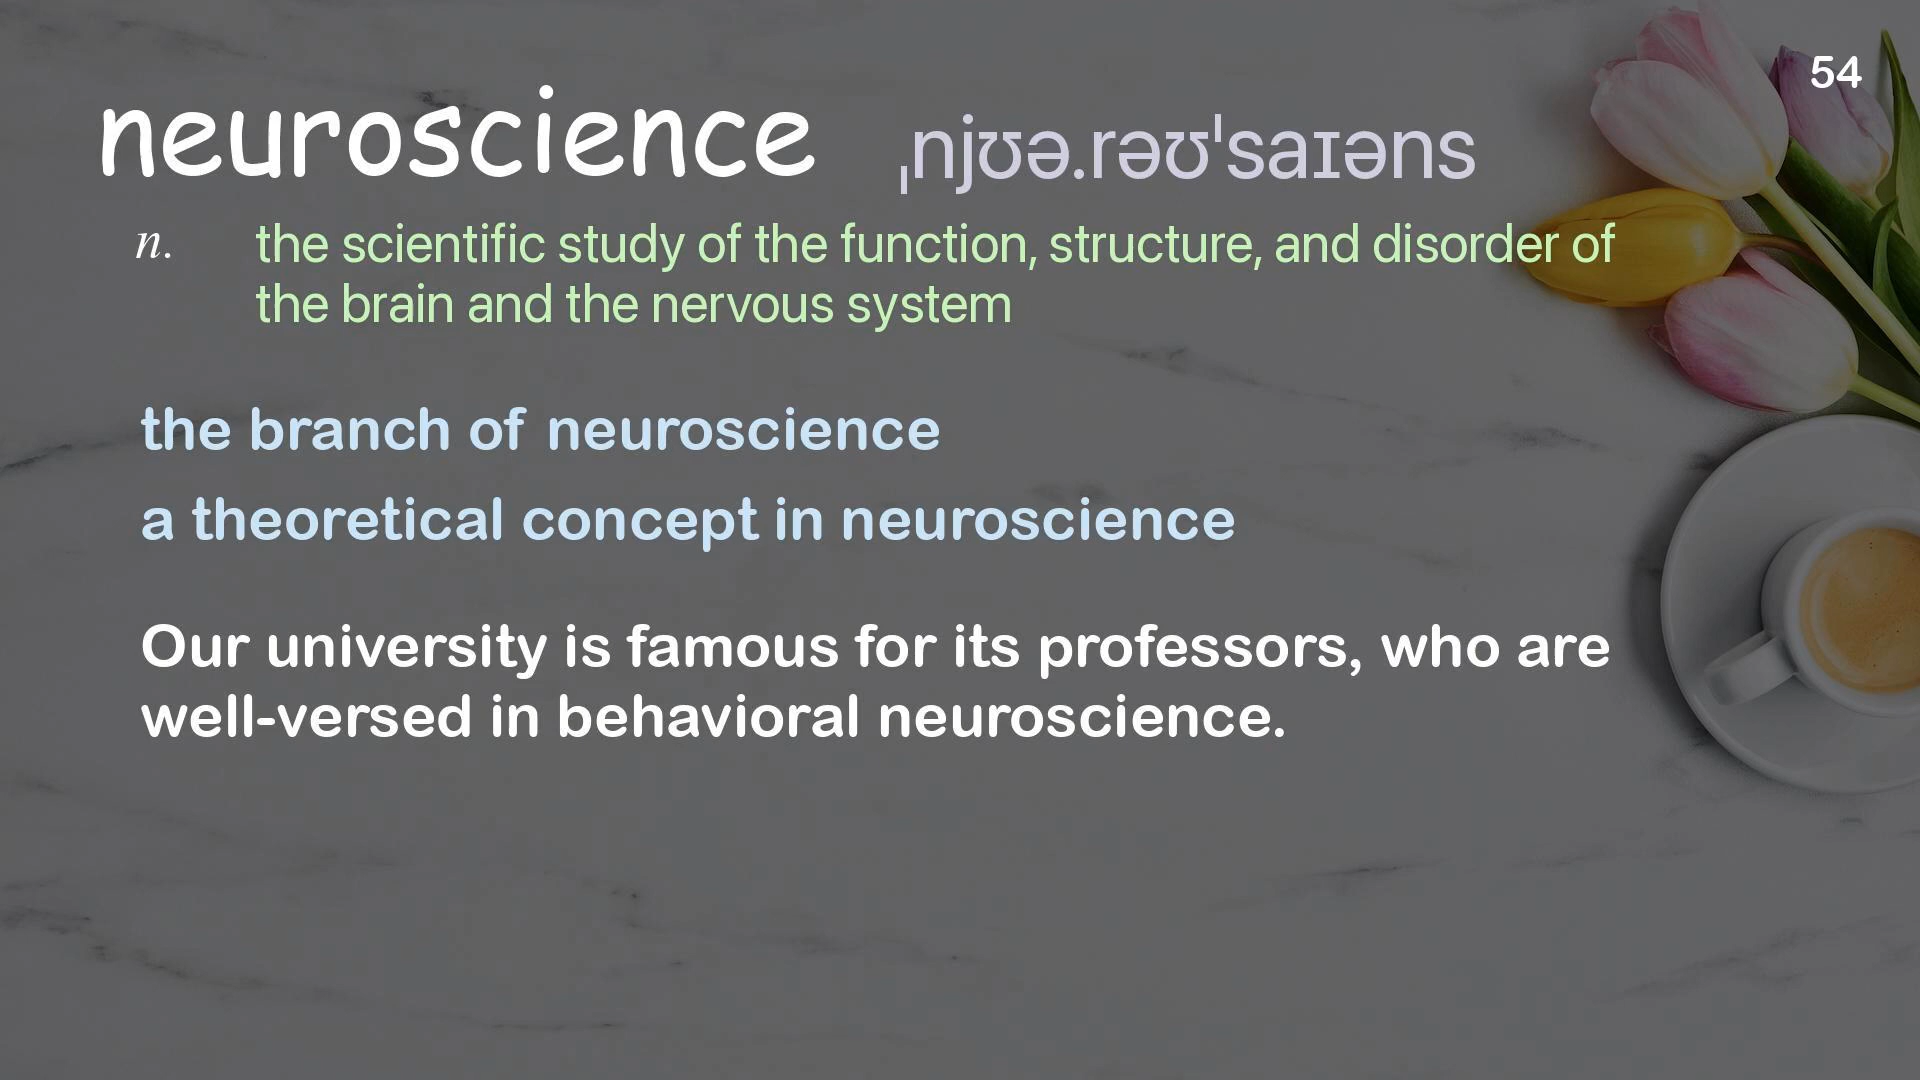 54
neuroscience ˌnjʊə.rəʊˈsaɪəns
n. the scientific study of the function, structure, and disorder of
the brain and the nervous system
the branch of neuroscience
a theoretical concept in neuroscience
Our university is famous for its professors, who are
well-versed in behavioral neuroscience.